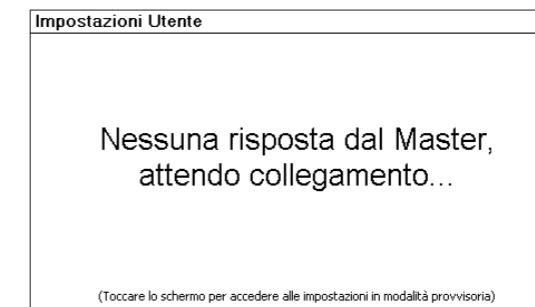 Impostazioni Utente
Nessuna risposta dal Master,
attendo collegamento...
(Toccare lo schermo per accedere alle impostazioni in modalità provvisoria)